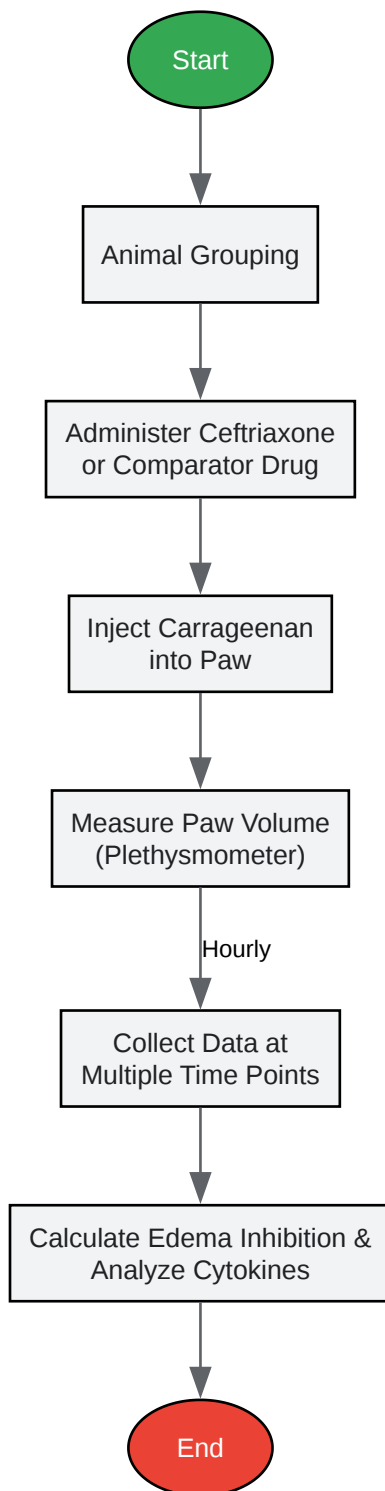 Start
Animal Grouping
Administer Ceftriaxone
or Comparator Drug
Inject Carrageenan
into Paw
Measure Paw Volume
(Plethysmometer)
Hourly
Collect Data at
Multiple Time Points
Calculate Edema Inhibition &
Analyze Cytokines
End